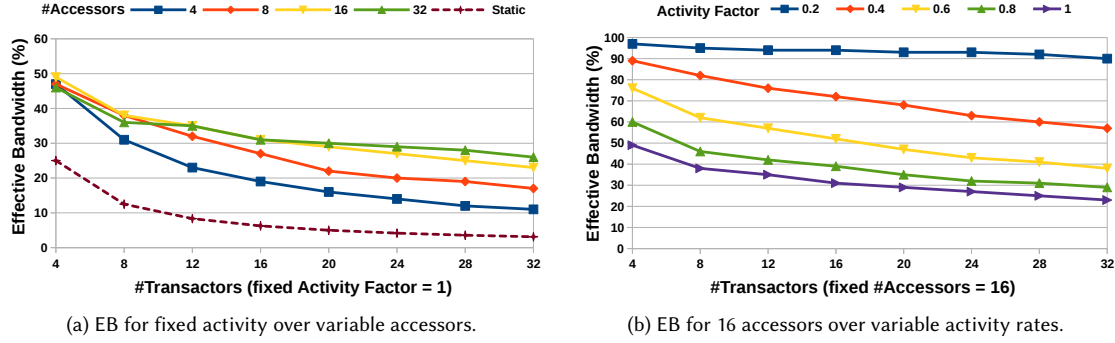 #Accessors 4 8 16 32 Static
Effective Bandwidth (%)
60
50
40
30
20
10
0
4 8 12 16 20 24 28 32
#Transactors (fixed Activity Factor = 1)
(a) EB for fixed activity over variable accessors.
Activity Factor 0.2 0.4 0.6 0.8 1
Effective Bandwidth (%)
100
90
80
70
60
50
40
30
20
10
0
4 8 12 16 20 24 28 32
#Transactors (fixed #Accessors = 16)
(b) EB for 16 accessors over variable activity rates.